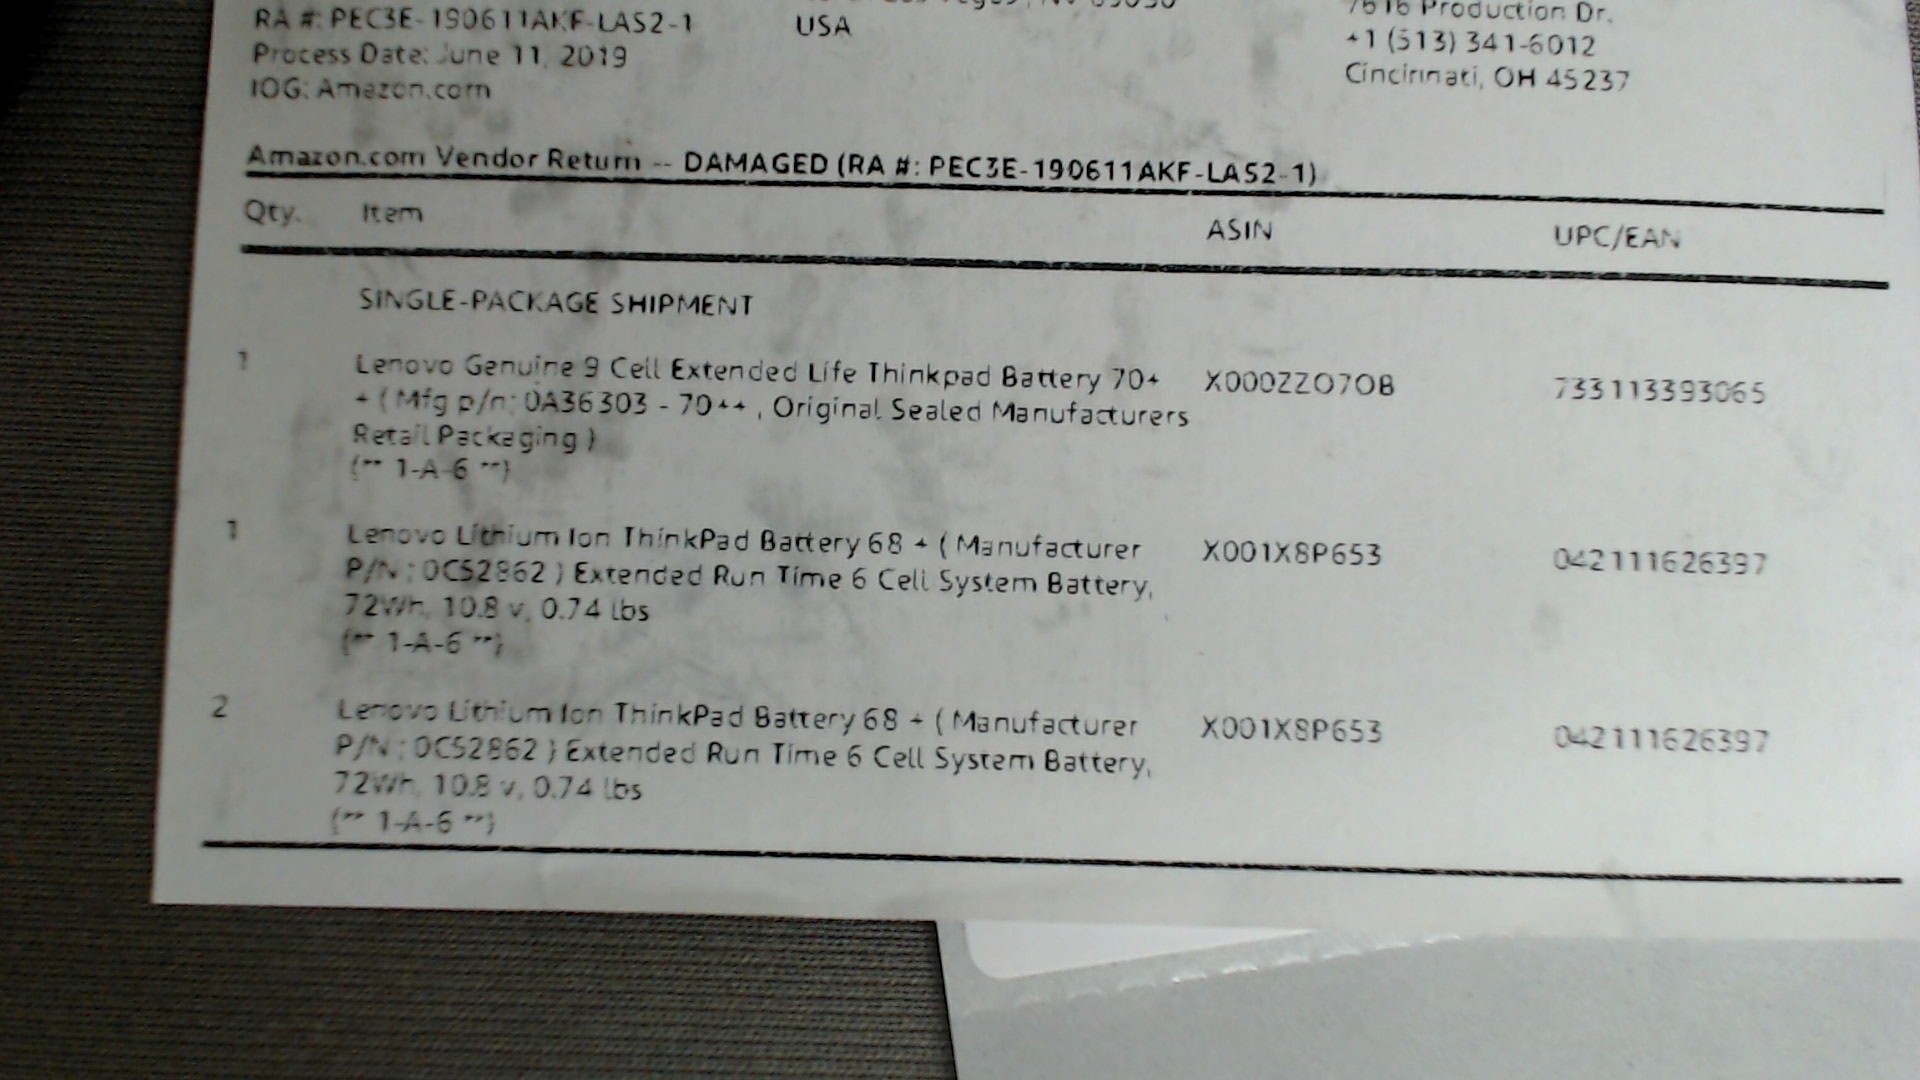 RA #: PEC3E-190611AKF-LAS2-1
USA
Process Date: June 11, 2019
IOG: Amazon.com
Production Dr.
+1 (513) 341-6012
Cincinnati, OH 45237
Amazon.com Vendor Return -- DAMAGED (RA #: PEC3E-190611AKF-LAS2-1)
Qty. Item ASIN UPC/EAN
SINGLE-PACKAGE SHIPMENT
1 Lenovo Genuine 9 Cell Extended Life Thinkpad Battery 70+ X000ZZO7OB 733113393065
+ ( Mfg p/n: 0A36303 - 70++ , Original Sealed Manufacturers
Retail Packaging )
(** 1-A-6 **)
1 Lenovo Lithium Ion ThinkPad Battery 68 + ( Manufacturer X001X8P653 042111626397
P/N : 0C52862 ) Extended Run Time 6 Cell System Battery,
72Wh, 10.8 v, 0.74 lbs
(** 1-A-6 **)
2 Lenovo Lithium Ion ThinkPad Battery 68 + ( Manufacturer X001X8P653 042111626397
P/N : 0C52862 ) Extended Run Time 6 Cell System Battery,
72Wh, 10.8 v, 0.74 lbs
(** 1-A-6 **)